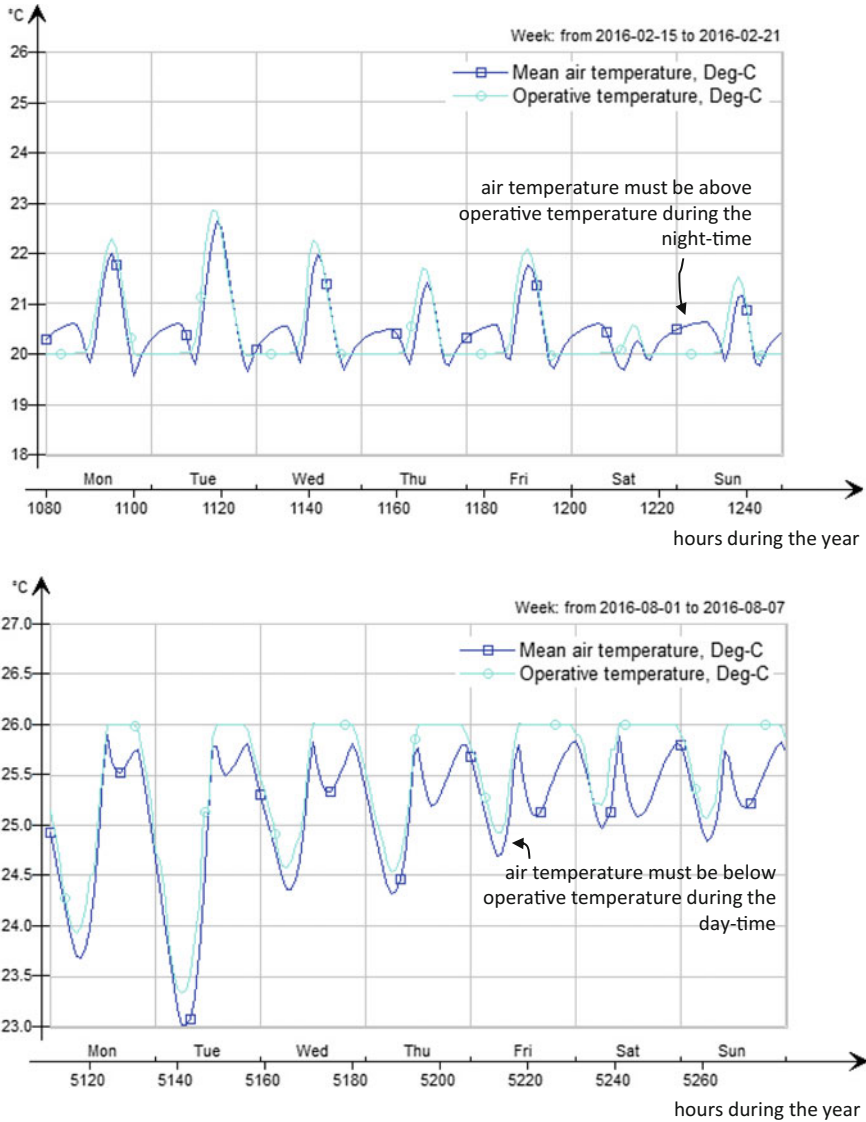 °C
Week: from 2016-02-15 to 2016-02-21
26
Mean air temperature, Deg-C
Operative temperature, Deg-C
25
24
air temperature must be above
operative temperature during the
night-time
23
22
21
20
19
18
Mon Tue Wed Thu Fri Sat Sun
1080 1100 1120 1140 1160 1180 1200 1220 1240
hours during the year
°C
Week: from 2016-08-01 to 2016-08-07
27.0
Mean air temperature, Deg-C
Operative temperature, Deg-C
26.5
26.0
25.5
25.0
24.5
air temperature must be below
operative temperature during the
day-time
24.0
23.5
23.0
Mon Tue Wed Thu Fri Sat Sun
5120 5140 5160 5180 5200 5220 5240 5260
hours during the year